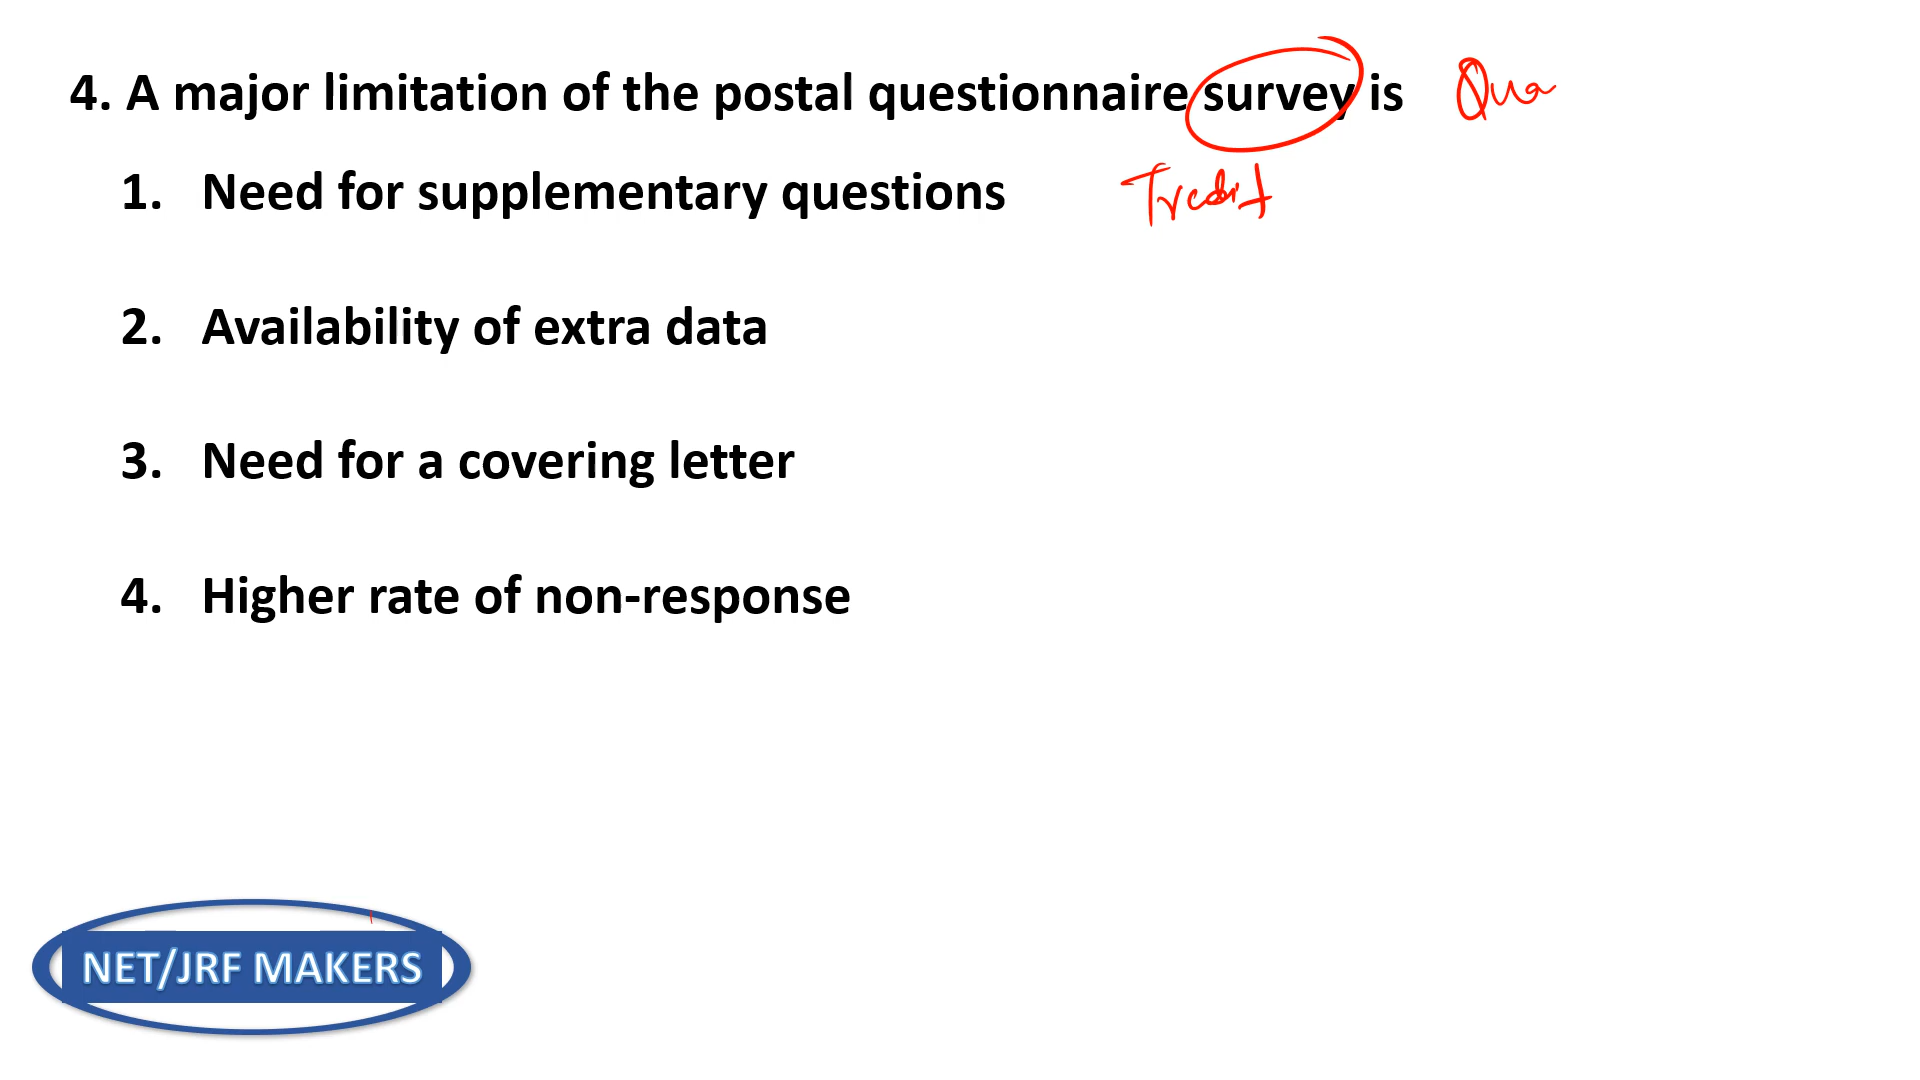 4. A major limitation of the postal questionnaire survey is Qua
1. Need for supplementary questions
2. Availability of extra data
3. Need for a covering letter
4. Higher rate of non-response
NET/JRF MAKERS